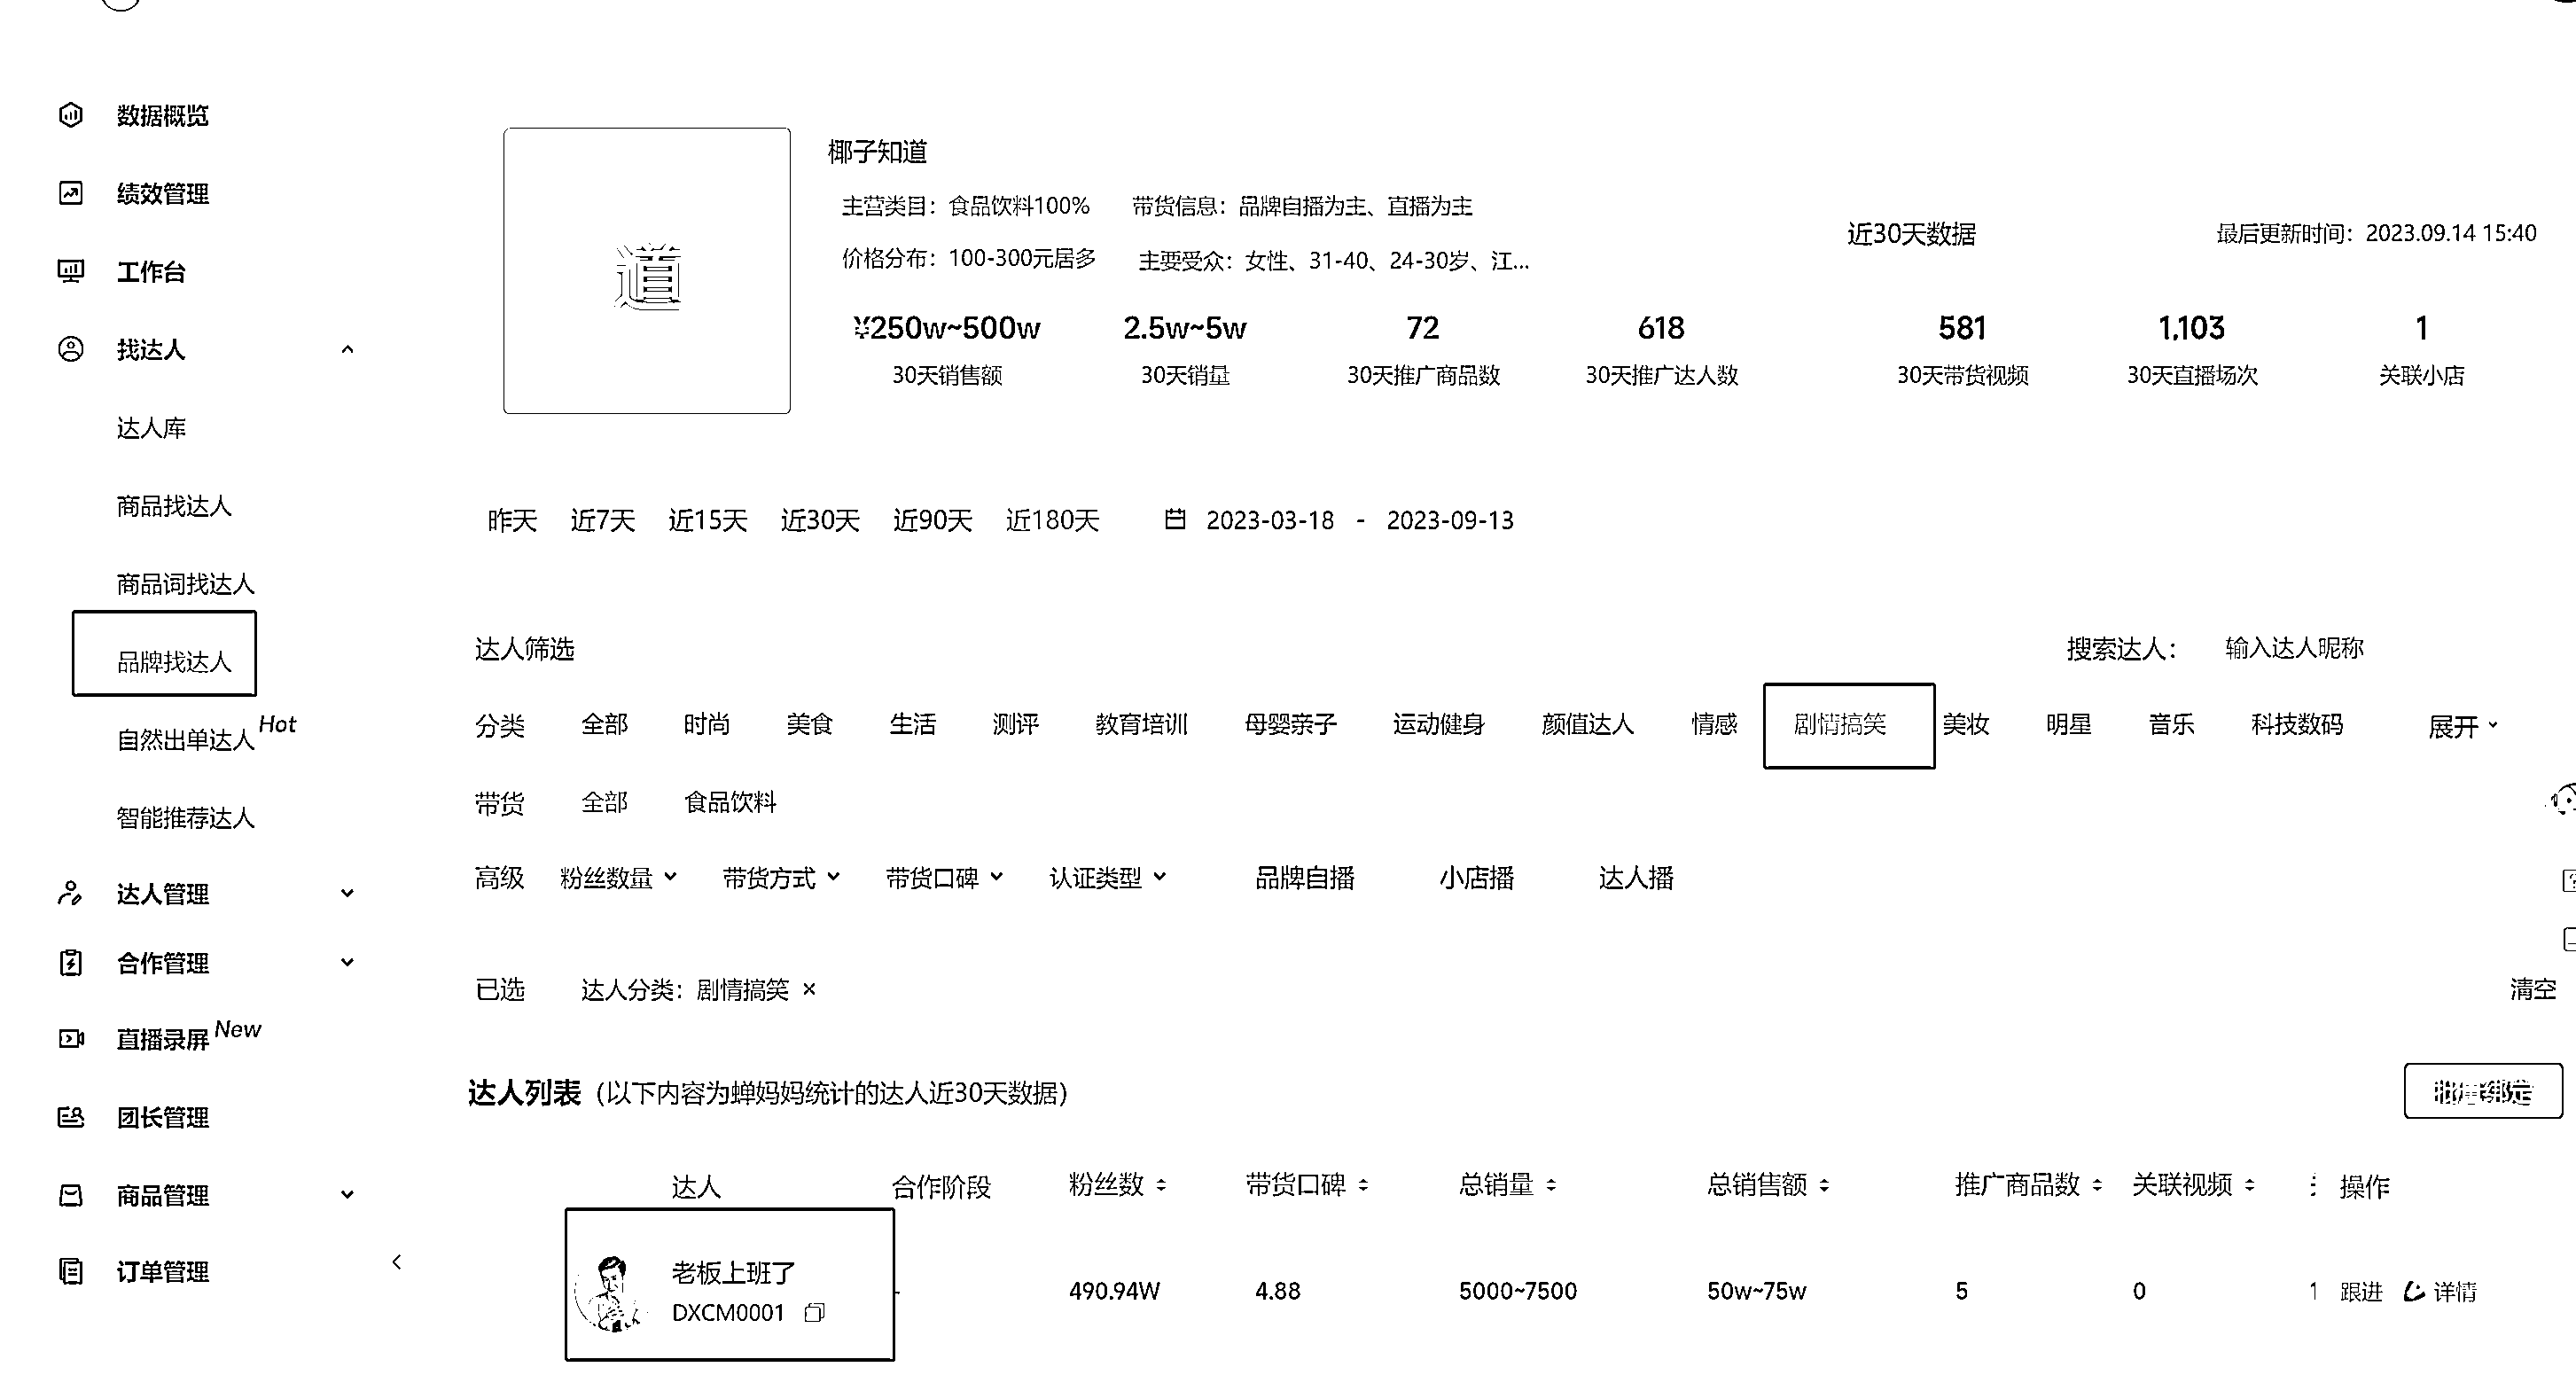 数据概览
绩效管理
工作台
找达人
达人库
商品找达人
商品词找达人
品牌找达人
自然出单达人 Hot
智能推荐达人
达人管理
合作管理
直播录屏 New
团长管理
商品管理
订单管理
道
椰子知道
主营类目：食品饮料100% 带货信息：品牌自播为主、直播为主
价格分布：100-300元居多 主要受众：女性、31-40、24-30岁、江...
近30天数据 最后更新时间：2023.09.14 15:40
¥250w~500w 2.5w~5w 72 618 581 1,103 1
30天销售额 30天销量 30天推广商品数 30天推广达人数 30天带货视频 30天直播场次 关联小店
昨天 近7天 近15天 近30天 近90天 近180天 2023-03-18 - 2023-09-13
达人筛选 搜索达人： 输入达人昵称
分类 全部 时尚 美食 生活 测评 教育培训 母婴亲子 运动健身 颜值达人 情感 剧情搞笑 美妆 明星 音乐 科技数码 展开
带货 全部 食品饮料
高级 粉丝数量 带货方式 带货口碑 认证类型 品牌自播 小店播 达人播
已选 达人分类：剧情搞笑 × 清空
达人列表（以下内容为蝉妈妈统计的达人近30天数据） 批量绑定
达人 合作阶段 粉丝数 带货口碑 总销量 总销售额 推广商品数 关联视频 操作
老板上班了
DXCM0001
- 490.94W 4.88 5000~7500 50w~75w 5 0 1 跟进 详情